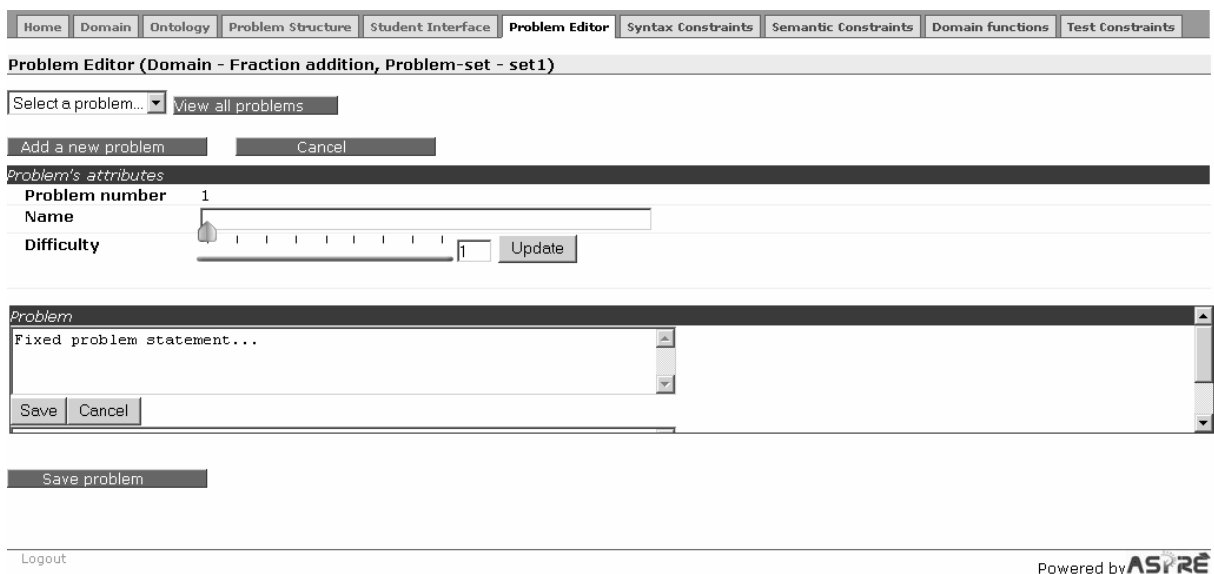 Home Domain Ontology Problem Structure Student Interface Problem Editor Syntax Constraints Semantic Constraints Domain functions Test Constraints
Problem Editor (Domain - Fraction addition, Problem-set - set1)
Select a problem... View all problems
Add a new problem Cancel
Problem's attributes
Problem number 1
Name
Difficulty 1 Update
Problem
Fixed problem statement...
Save Cancel
Save problem
Logout
Powered by ASPIRE